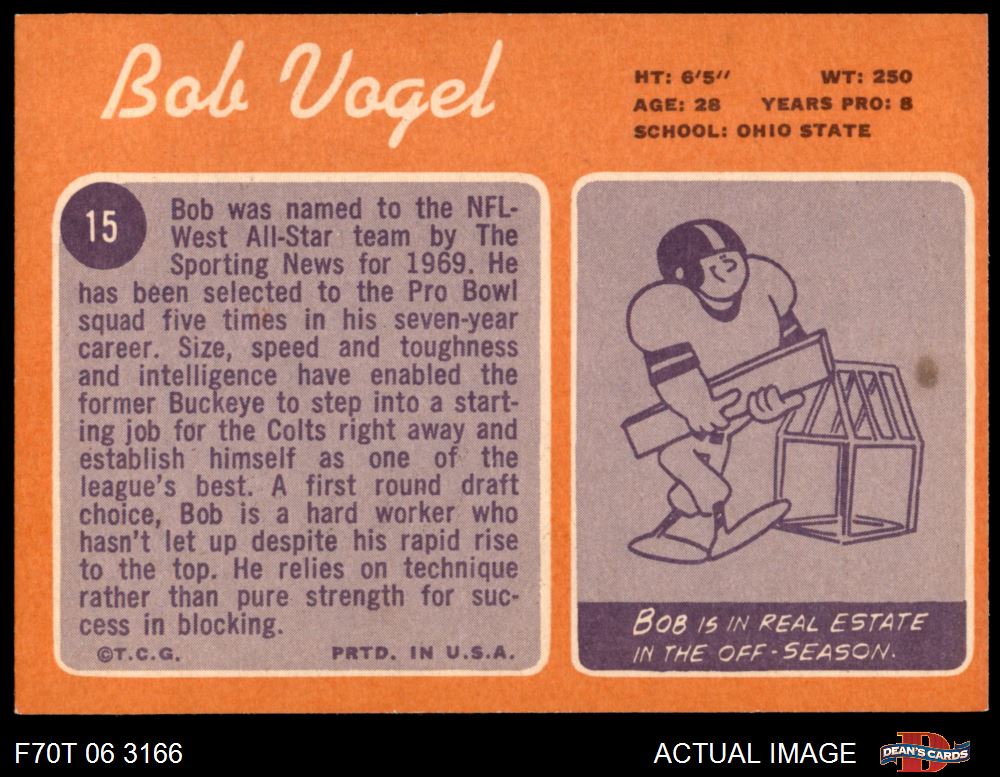 Bob Vogel
HT: 6'5'' WT: 250
AGE: 28 YEARS PRO: 8
SCHOOL: OHIO STATE
15
Bob was named to the NFL-
West All-Star team by The
Sporting News for 1969. He
has been selected to the Pro Bowl
squad five times in his seven-year
career. Size, speed and toughness
and intelligence have enabled the
former Buckeye to step into a start-
ing job for the Colts right away and
establish himself as one of the
league's best. A first round draft
choice, Bob is a hard worker who
hasn't let up despite his rapid rise
to the top. He relies on technique
rather than pure strength for suc-
cess in blocking.
©T.C.G. PRTD. IN U.S.A.
BOB IS IN REAL ESTATE
IN THE OFF-SEASON.
F70T 06 3166
ACTUAL IMAGE
D
DEAN'S CARDS